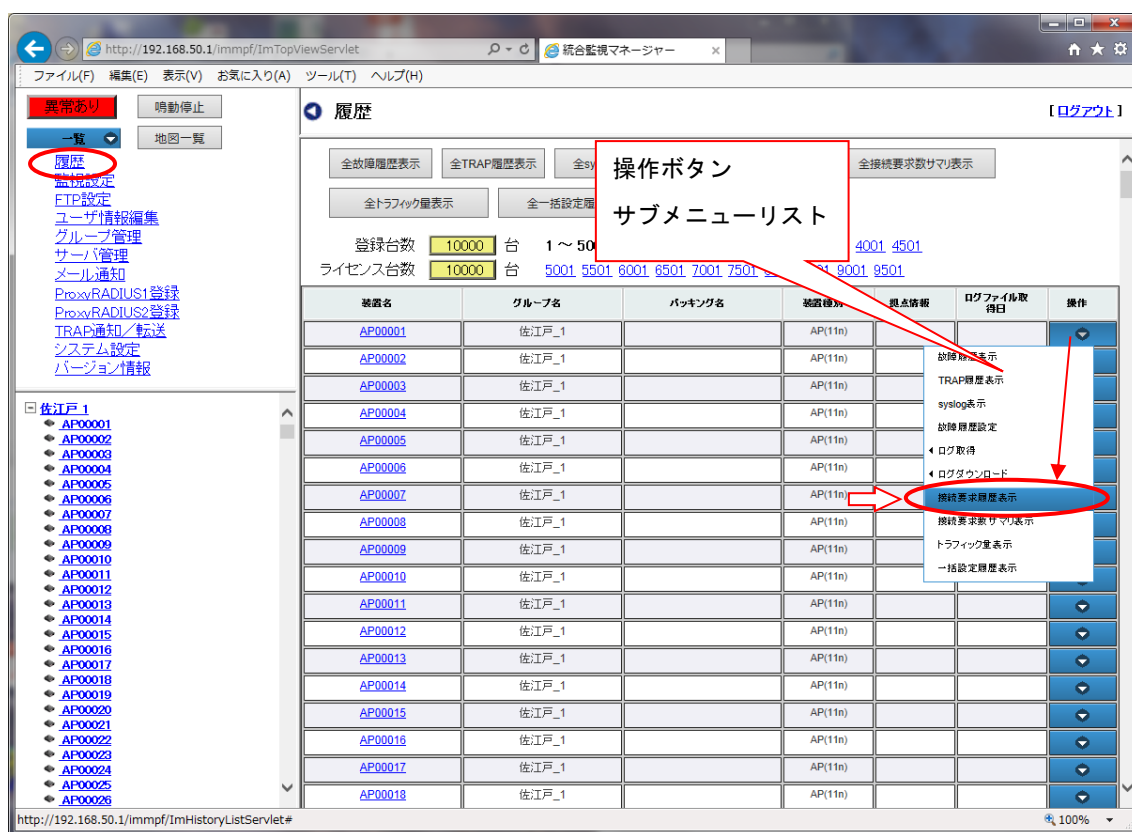 http://192.168.50.1/immpf/ImTopViewServlet
統合監視マネージャー
ファイル(F) 編集(E) 表示(V) お気に入り(A) ツール(T) ヘルプ(H)
異常あり 鳴動停止
一覧 地図一覧
履歴
監視設定
FTP設定
ユーザ情報編集
グループ管理
サーバ管理
メール通知
ProxyRADIUS1登録
ProxyRADIUS2登録
TRAP通知／転送
システム設定
バージョン情報
佐江戸 1
AP00001
AP00002
AP00003
AP00004
AP00005
AP00006
AP00007
AP00008
AP00009
AP00010
AP00011
AP00012
AP00013
AP00014
AP00015
AP00016
AP00017
AP00018
AP00019
AP00020
AP00021
AP00022
AP00023
AP00024
AP00025
AP00026
履歴 [ログアウト]
全故障履歴表示 全TRAP履歴表示 全sy 全接続要求数サマリ表示
全トラフィック量表示 全一括設定履
操作ボタン
サブメニューリスト
登録台数 10000 台 1 ～ 50 4001 4501
ライセンス台数 10000 台 5001 5501 6001 6501 7001 7501 9001 9501
装置名 グループ名 パッキング名 装置種別 拠点情報 ログファイル取得日 操作
AP00001 佐江戸_1 AP(11n)
AP00002 佐江戸_1 AP(11n)
AP00003 佐江戸_1 AP(11n)
AP00004 佐江戸_1 AP(11n)
AP00005 佐江戸_1 AP(11n)
AP00006 佐江戸_1 AP(11n)
AP00007 佐江戸_1 AP(11n)
AP00008 佐江戸_1 AP(11n)
AP00009 佐江戸_1 AP(11n)
AP00010 佐江戸_1 AP(11n)
AP00011 佐江戸_1 AP(11n)
AP00012 佐江戸_1 AP(11n)
AP00013 佐江戸_1 AP(11n)
AP00014 佐江戸_1 AP(11n)
AP00015 佐江戸_1 AP(11n)
AP00016 佐江戸_1 AP(11n)
AP00017 佐江戸_1 AP(11n)
AP00018 佐江戸_1 AP(11n)
故障履歴表示
TRAP履歴表示
syslog表示
故障履歴設定
ログ取得
ログダウンロード
接続要求履歴表示
接続要求数サマリ表示
トラフィック量表示
一括設定履歴表示
http://192.168.50.1/immpf/ImHistoryListServlet#
100%